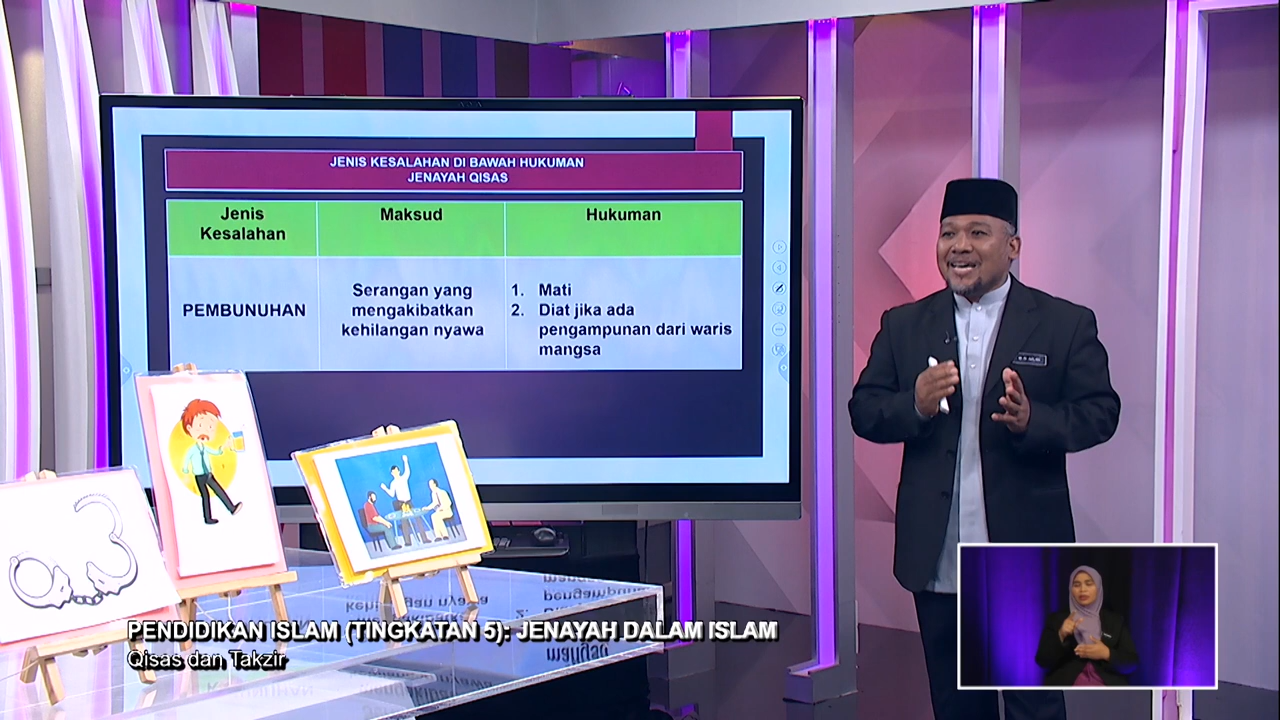 JENIS KESALAHAN DI BAWAH HUKUMAN
JENAYAH QISAS
Jenis
Kesalahan
Maksud
Hukuman
PEMBUNUHAN
Serangan yang
mengakibatkan
kehilangan nyawa
1. Mati
2. Diat jika ada
pengampunan dari waris
mangsa
PENDIDIKAN ISLAM (TINGKATAN 5): JENAYAH DALAM ISLAM
Qisas dan Takzir